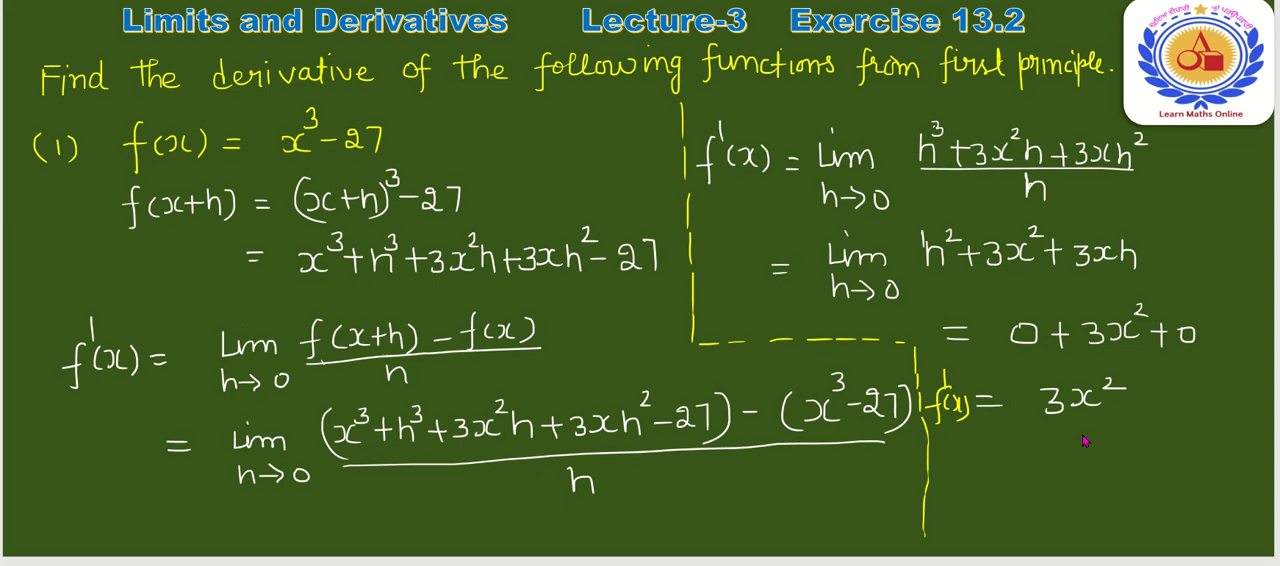 Limits and Derivatives Lecture-3 Exercise 13.2
Find the derivative of the following functions from first principle.
(1) f(x) = x³ - 27
f(x+h) = (x+h)³ - 27
= x³ + h³ + 3x²h + 3xh² - 27
f'(x) = Lim h→0 f(x+h) - f(x) / h
= Lim h→0 (x³ + h³ + 3x²h + 3xh² - 27) - (x³ - 27) / h
f'(x) = Lim h→0 h³ + 3x²h + 3xh² / h
= Lim h→0 h² + 3x² + 3xh
= 0 + 3x² + 0
f'(x) = 3x²
Learn Maths Online